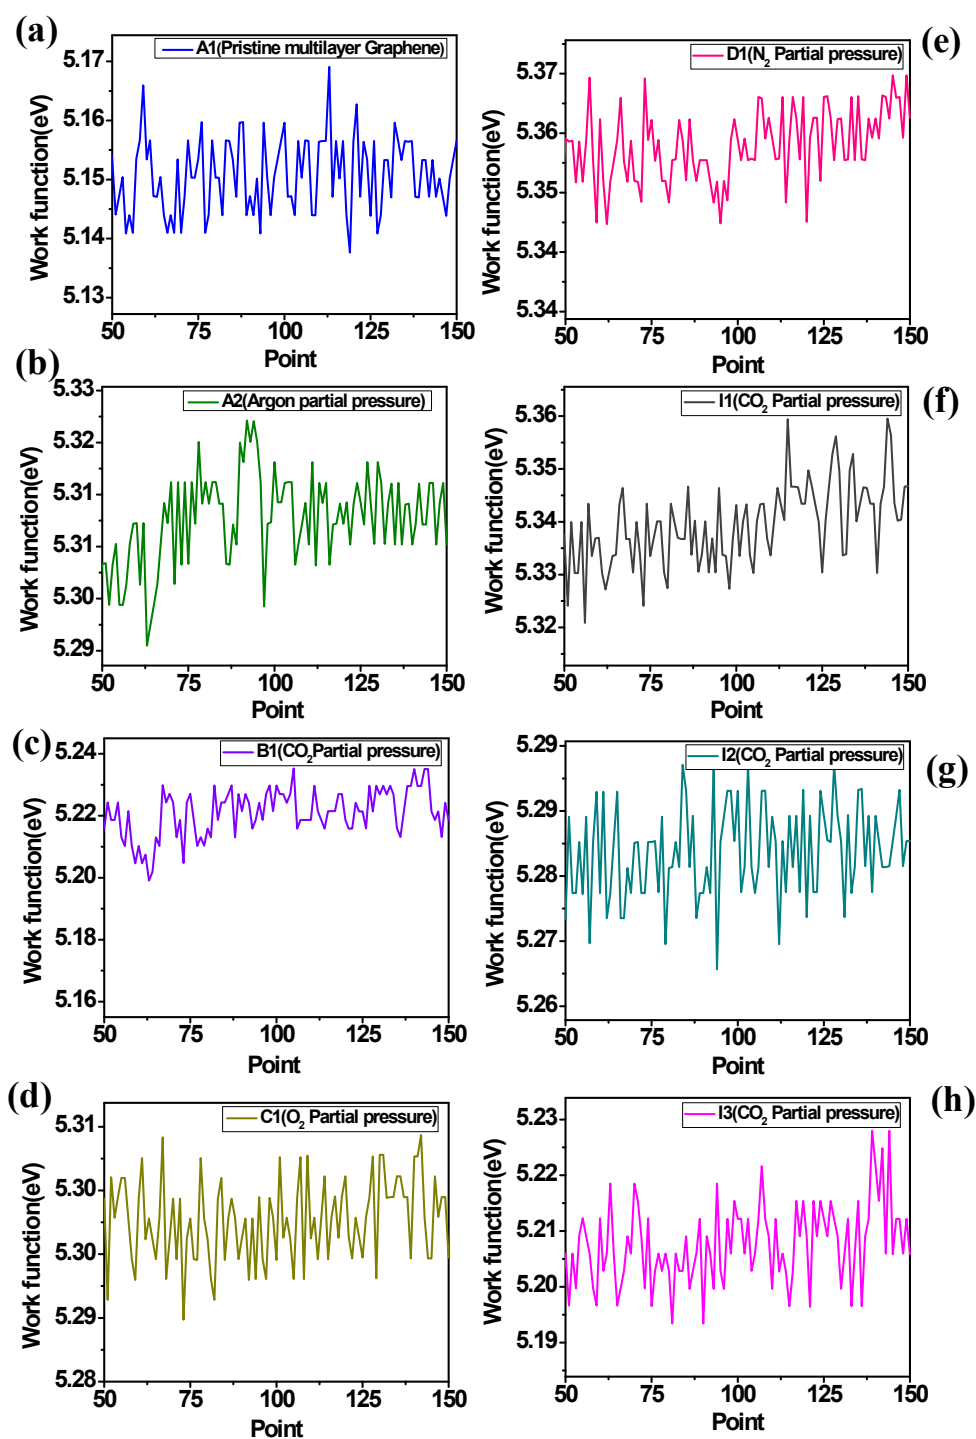 (a)
A1(Pristine multilayer Graphene)
Work function(eV)
5.17
5.16
5.15
5.14
5.13
50 75 100 125 150
Point
(e)
D1(N2 Partial pressure)
Work function(eV)
5.37
5.36
5.35
5.34
5.34
50 75 100 125 150
Point
(b)
A2(Argon partial pressure)
Work function(eV)
5.33
5.32
5.31
5.31
5.30
5.29
50 75 100 125 150
Point
(f)
I1(CO2 Partial pressure)
Work function(eV)
5.36
5.35
5.34
5.33
5.32
50 75 100 125 150
Point
(c)
B1(CO2Partial pressure)
Work function(eV)
5.24
5.22
5.20
5.18
5.16
50 75 100 125 150
Point
(g)
I2(CO2 Partial pressure)
Work function(eV)
5.29
5.29
5.28
5.27
5.26
50 75 100 125 150
Point
(d)
C1(O2 Partial pressure)
Work function(eV)
5.31
5.30
5.30
5.29
5.28
50 75 100 125 150
Point
(h)
I3(CO2 Partial pressure)
Work function(eV)
5.23
5.22
5.21
5.20
5.19
50 75 100 125 150
Point